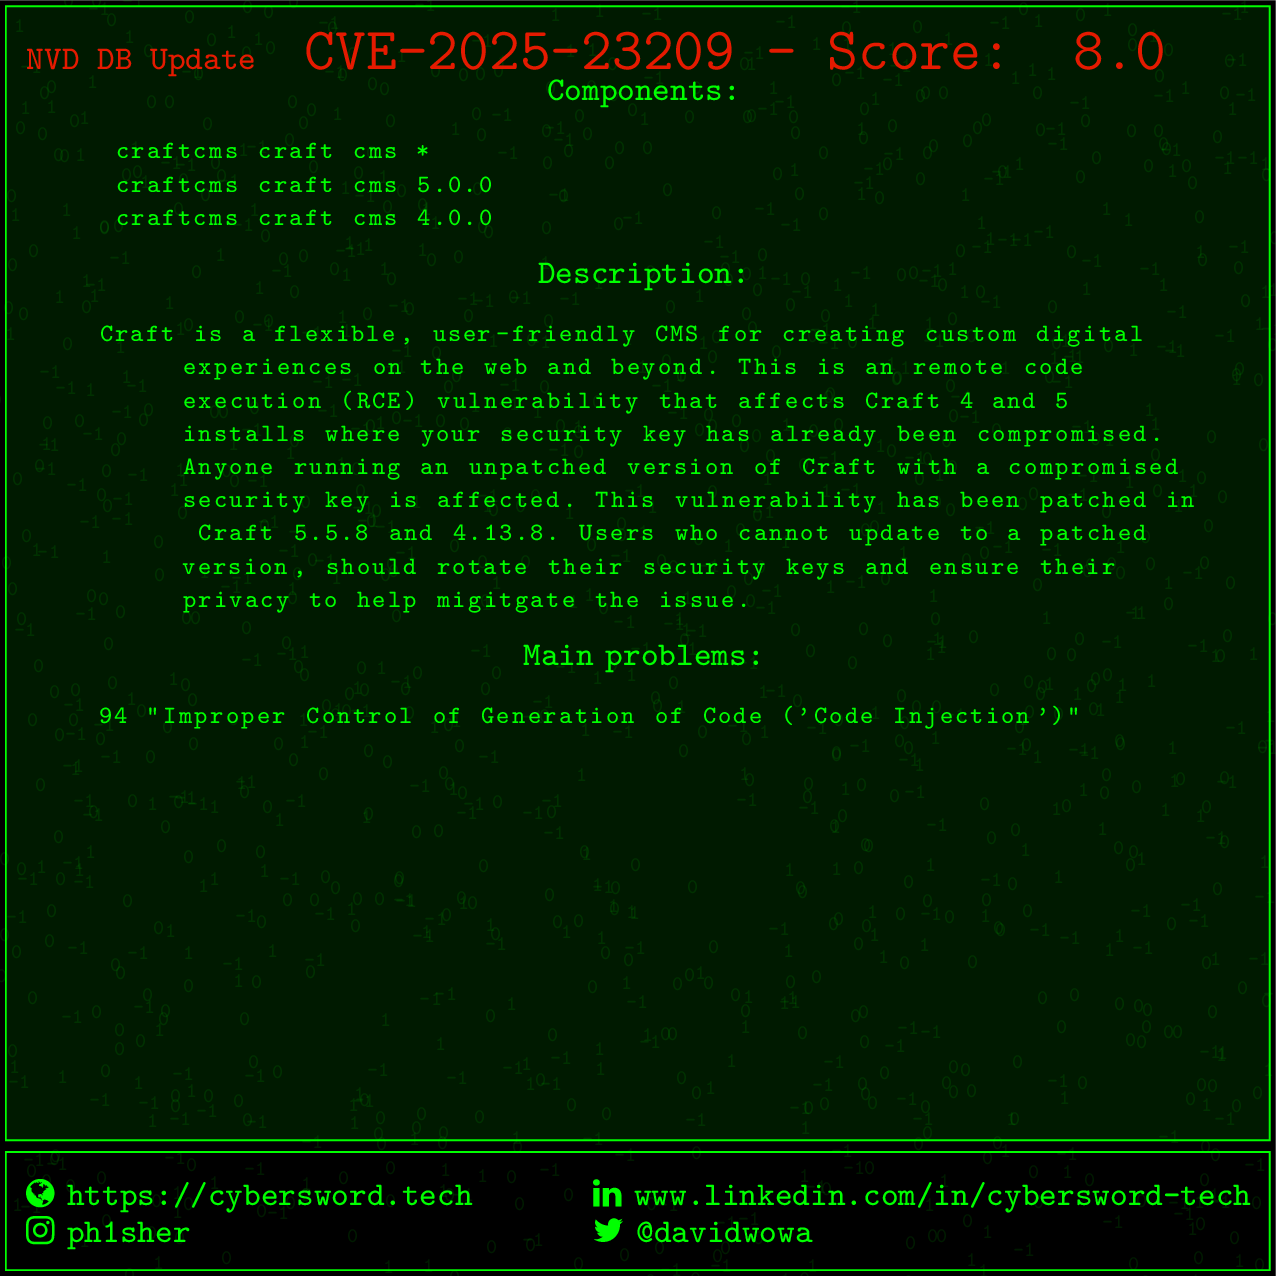 NVD DB Update CVE-2025-23209 - Score: 8.0
Components:
craftcms craft cms *
craftcms craft cms 5.0.0
craftcms craft cms 4.0.0
Description:
Craft is a flexible, user-friendly CMS for creating custom digital
experiences on the web and beyond. This is an remote code
execution (RCE) vulnerability that affects Craft 4 and 5
installs where your security key has already been compromised.
Anyone running an unpatched version of Craft with a compromised
security key is affected. This vulnerability has been patched in
Craft 5.5.8 and 4.13.8. Users who cannot update to a patched
version, should rotate their security keys and ensure their
privacy to help migitgate the issue.
Main problems:
94 "Improper Control of Generation of Code ('Code Injection')"
https://cybersword.tech www.linkedin.com/in/cybersword-tech
ph1sher @davidwowa